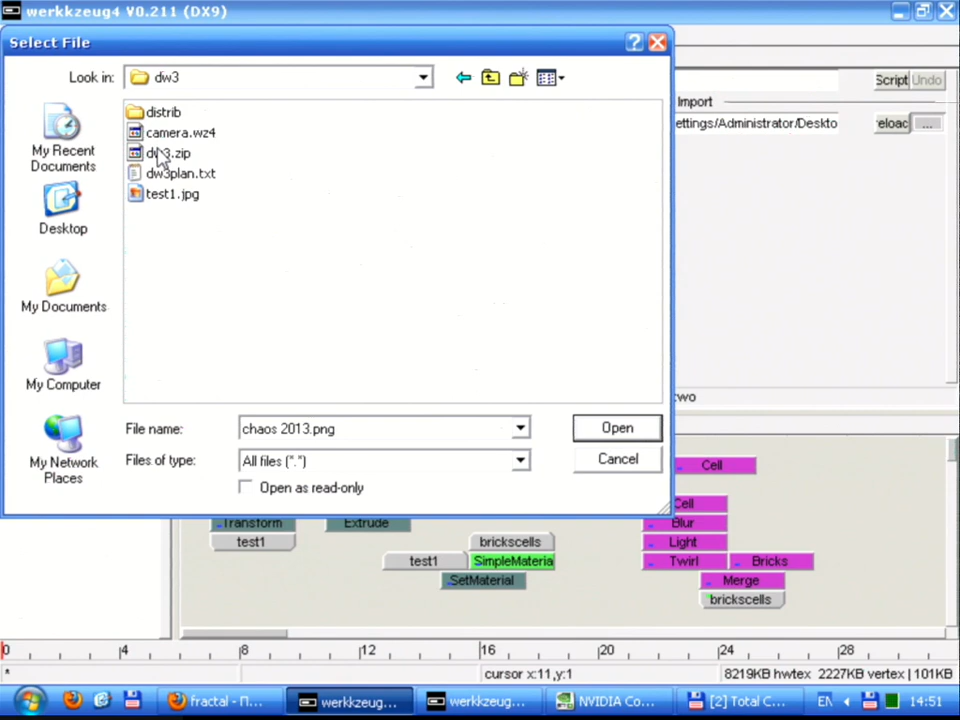 werkkzeug4 V0.211 (DX9)
Select File
Look in:
dw3
Script
Undo
Import
ettings/Administrator/Deskto
...
My Recent
Documents
Desktop
My Documents
My Computer
My Network
Places
distrib
camera.wz4
dw3.zip
dw3plan.txt
test1.jpg
File name:
chaos 2013.png
Open
Files of type:
All files (*.*)
Cancel
Open as read-only
Cell
Cell
Transform
Extrude
Blur
test1
brickscells
Light
test1
SimpleMateria
Twirl
Bricks
SetMaterial
Merge
brickscells
0
4
8
12
16
20
24
28
*
cursor x:11,y:1
8219KB hwtex
2227KB vertex
101KB
fractal - П...
werkkzeug...
werkkzeug...
NVIDIA Co...
[2] Total C...
EN
14:51